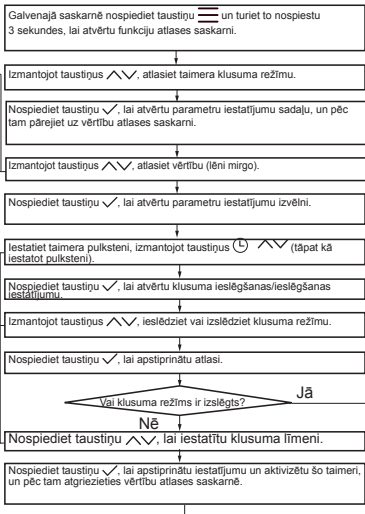 Galvenajā saskarnē nospiediet taustiņu un turiet to nospiestu
3 sekundes, lai atvērtu funkciju atlases saskarni.
Izmantojot taustiņus, atlasiet taimera klusuma režīmu.
Nospiediet taustiņu, lai atvērtu parametru iestatījumu sadaļu, un pēc
tam pārejiet uz vērtību atlases saskarni.
Izmantojot taustiņus, atlasiet vērtību (lēni mirgo).
Nospiediet taustiņu, lai atvērtu parametru iestatījumu izvēlni.
Iestatiet taimera pulksteni, izmantojot taustiņus (tāpat kā
iestatot pulksteni).
Nospiediet taustiņu, lai atvērtu klusuma ieslēgšanas/ieslēgšanas
iestatījumu.
Izmantojot taustiņus, ieslēdziet vai izslēdziet klusuma režīmu.
Nospiediet taustiņu, lai apstiprinātu atlasi.
Vai klusuma režīms ir izslēgts?
Jā
Nē
Nospiediet taustiņu, lai iestatītu klusuma līmeni.
Nospiediet taustiņu, lai apstiprinātu iestatījumu un aktivizētu šo taimeri,
un pēc tam atgriezieties vērtību atlases saskarnē.